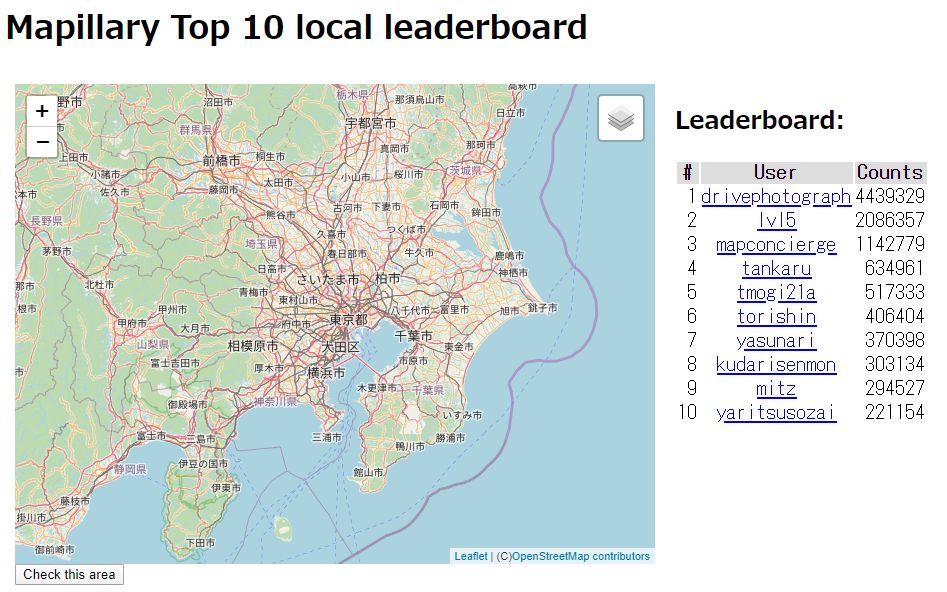 Mapillary Top 10 local leaderboard
+
−
Leaderboard:
# User Counts
1 drivephotograph 4439329
2 lvl5 2086357
3 mapconcierge 1142779
4 tankaru 634961
5 tmogi21a 517333
6 torishin 406404
7 yasunari 370398
8 kudarisenmon 303134
9 mitz 294527
10 yaritsusozai 221154
栃木県
那須烏山市
高萩市
沼田市
日立市
野市
群馬県
宇都宮市
那珂市
上田市
前橋市
桐生市
真岡市
茨城県
小諸市
佐久市
藤岡市
太田市
小山市
桜川市
松本市
長野県
熊谷市
古河市
下妻市
石岡市
鉾田市
埼玉県
久喜市
つくば市
茅野市
春日部市
牛久市
鹿嶋市
日高市
さいたま市
柏市
神栖市
那市
北杜市
青梅市
東村山市
八千代市
富里市
旭市
銚子市
根市
甲府市
甲州市
大月市
府中市
東京都
千葉市
山梨県
相模原市
大田区
東金市
富士吉田市
厚木市
横浜市
市原市
御殿場市
神奈川県
木更津市
千葉県
いすみ市
富士市
三島市
三浦市
鴨川市
勝浦市
静岡県
伊豆の国市
館山市
伊東市
藤枝市
掛川市
下田市
御前崎市
Leaflet | (C)OpenStreetMap contributors
Check this area